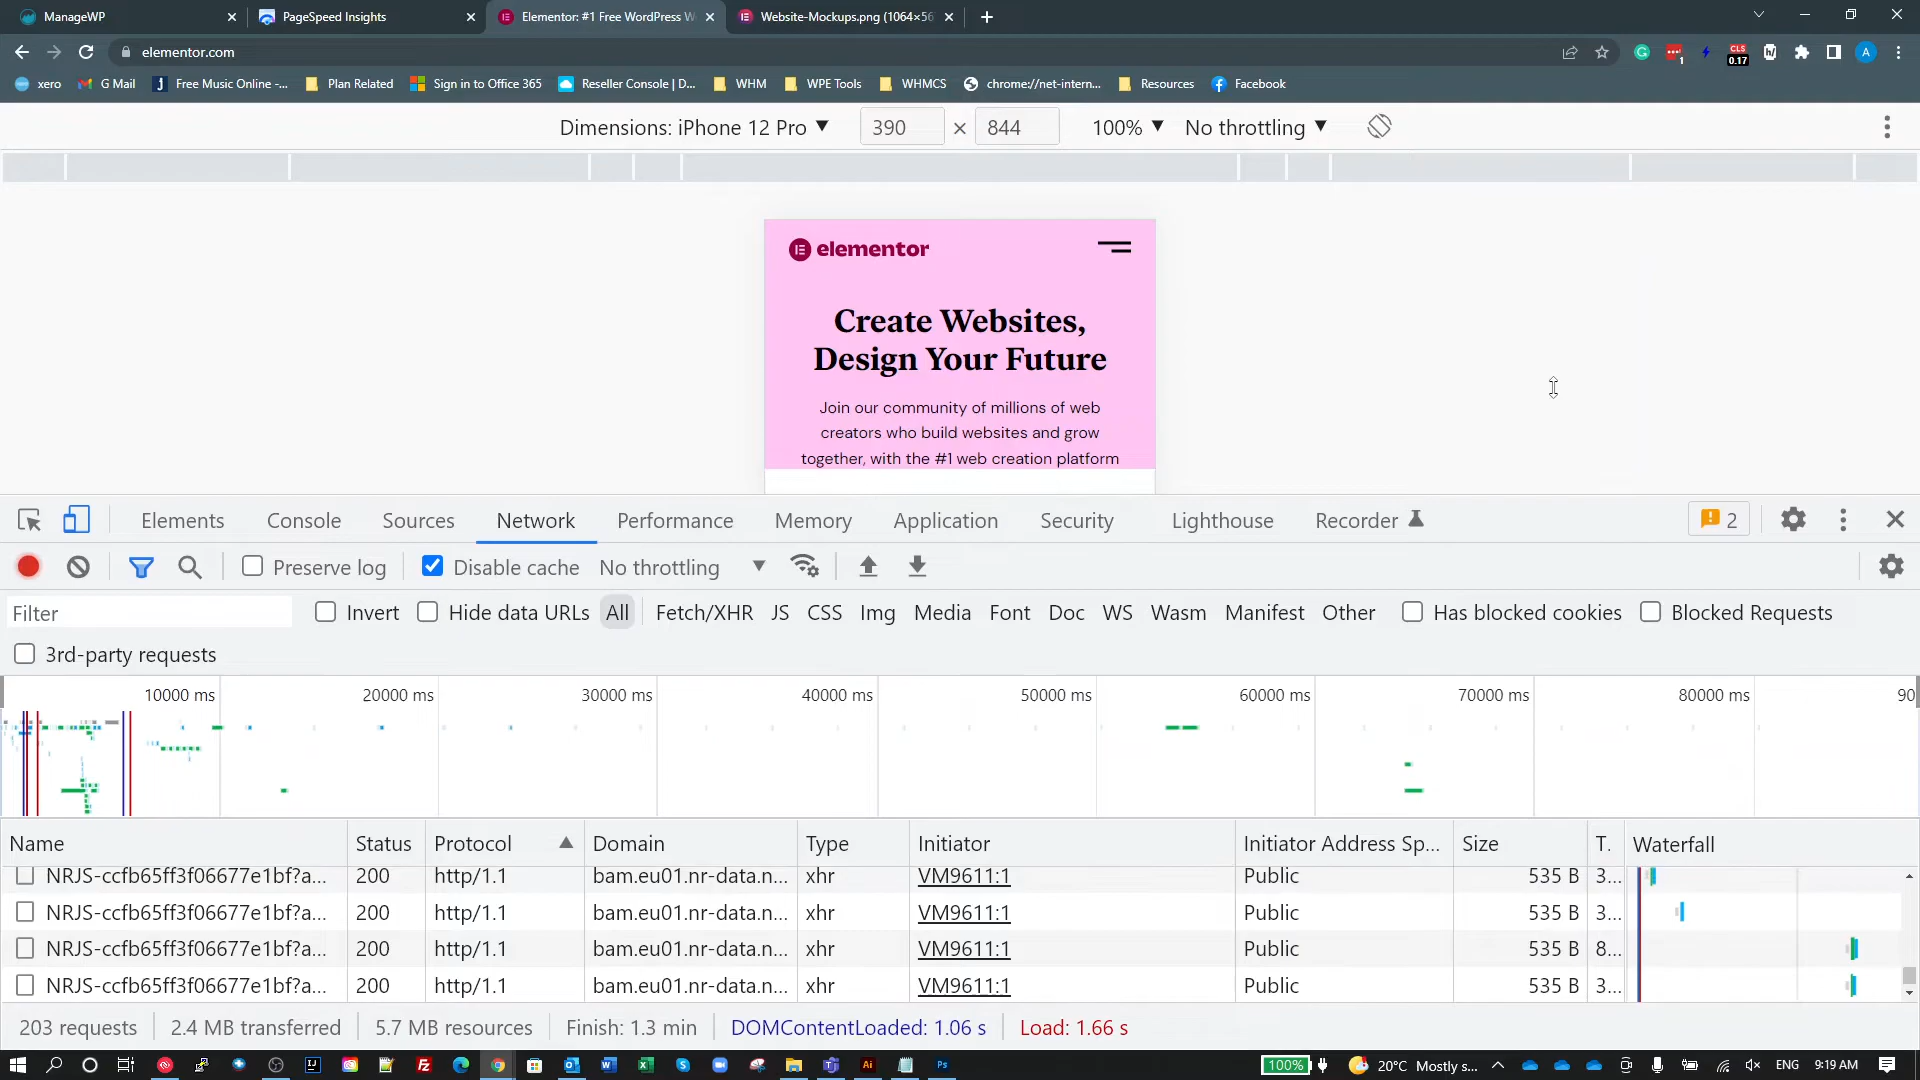 ManageWP
PageSpeed Insights
Elementor: #1 Free WordPress W
Website-Mockups.png (1064×56
elementor.com
1
CLS
0.17
A
xero
G Mail
Free Music Online -...
Plan Related
Sign in to Office 365
Reseller Console | D...
WHM
WPE Tools
WHMCS
chrome://net-intern...
Resources
Facebook
Dimensions: iPhone 12 Pro
390
×
844
100%
No throttling
elementor
Create Websites,
Design Your Future
Join our community of millions of web
creators who build websites and grow
together, with the #1 web creation platform
Elements
Console
Sources
Network
Performance
Memory
Application
Security
Lighthouse
Recorder
2
Preserve log
Disable cache
No throttling
Filter
Invert
Hide data URLs
All
Fetch/XHR
JS
CSS
Img
Media
Font
Doc
WS
Wasm
Manifest
Other
Has blocked cookies
Blocked Requests
3rd-party requests
10000 ms
20000 ms
30000 ms
40000 ms
50000 ms
60000 ms
70000 ms
80000 ms
90
Name Status Protocol Domain Type Initiator Initiator Address Sp... Size T. Waterfall
NRJS-ccfb65ff3f06677e1bf?a... 200 http/1.1 bam.eu01.nr-data.n... xhr VM9611:1 Public 535 B 3...
NRJS-ccfb65ff3f06677e1bf?a... 200 http/1.1 bam.eu01.nr-data.n... xhr VM9611:1 Public 535 B 3...
NRJS-ccfb65ff3f06677e1bf?a... 200 http/1.1 bam.eu01.nr-data.n... xhr VM9611:1 Public 535 B 8...
NRJS-ccfb65ff3f06677e1bf?a... 200 http/1.1 bam.eu01.nr-data.n... xhr VM9611:1 Public 535 B 3...
203 requests
2.4 MB transferred
5.7 MB resources
Finish: 1.3 min
DOMContentLoaded: 1.06 s
Load: 1.66 s
100%
20°C Mostly s...
ENG
9:19 AM